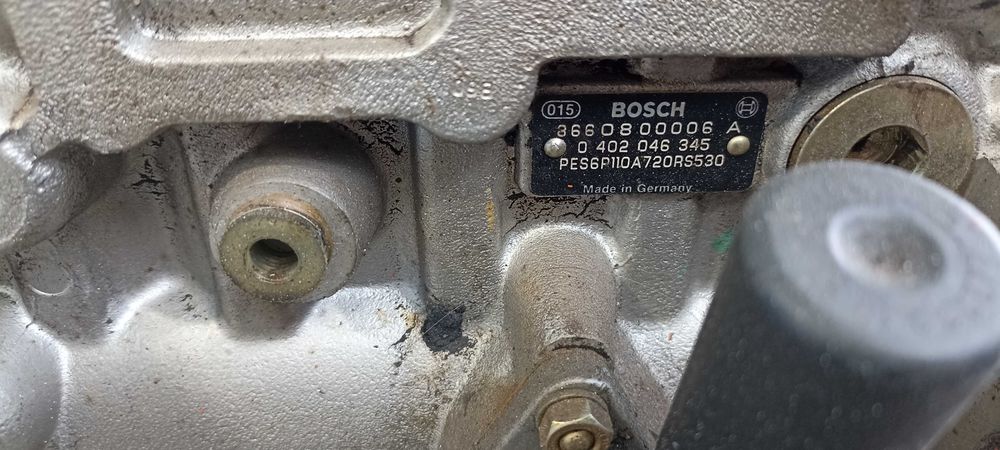 015 BOSCH
3660800006 A
0 402 046 345
PES6P110A720RS530
Made in Germany